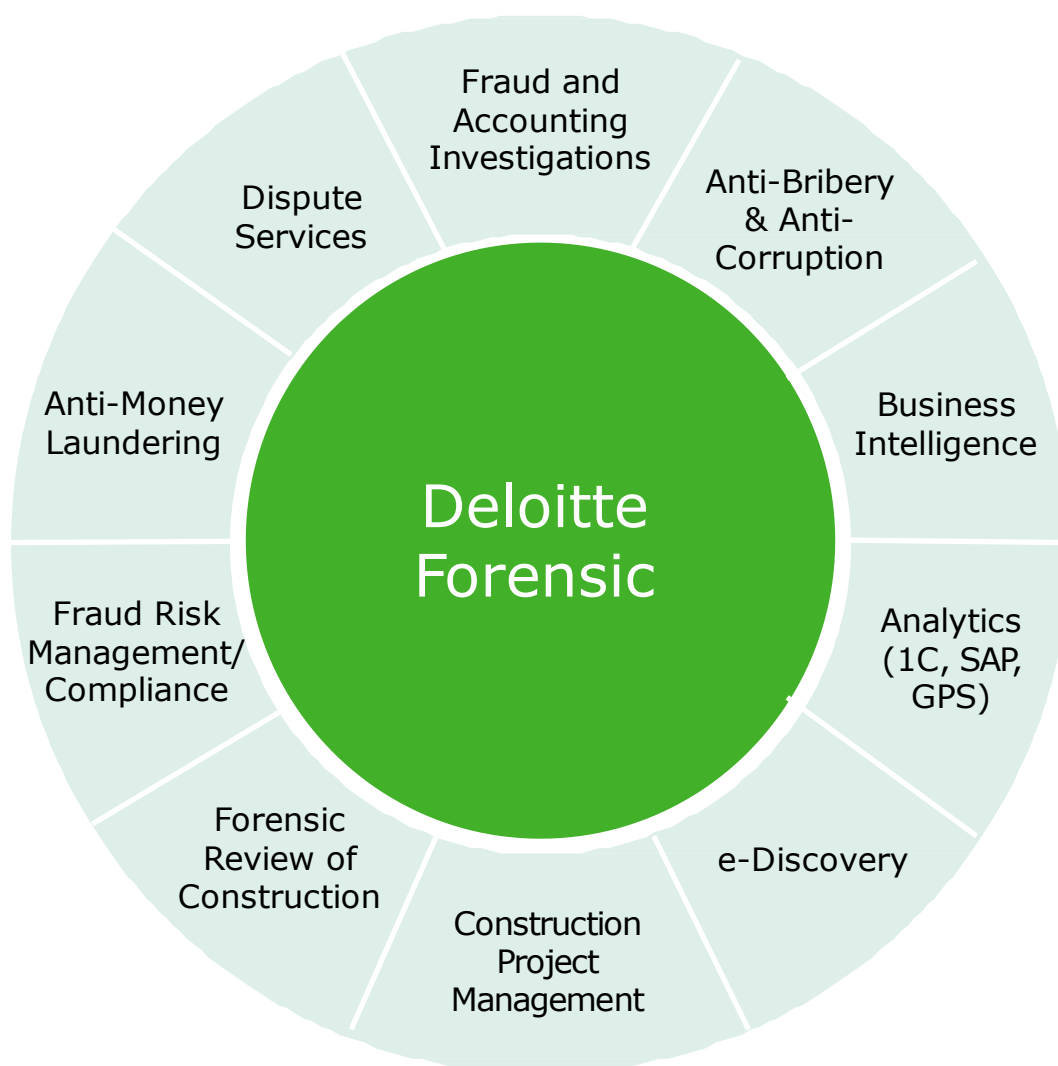 Fraud and
Accounting
Investigations
Anti-Bribery
& Anti-
Corruption
Business
Intelligence
Analytics
(1C, SAP,
GPS)
e-Discovery
Construction
Project
Management
Forensic
Review of
Construction
Fraud Risk
Management/
Compliance
Anti-Money
Laundering
Dispute
Services
Deloitte
Forensic